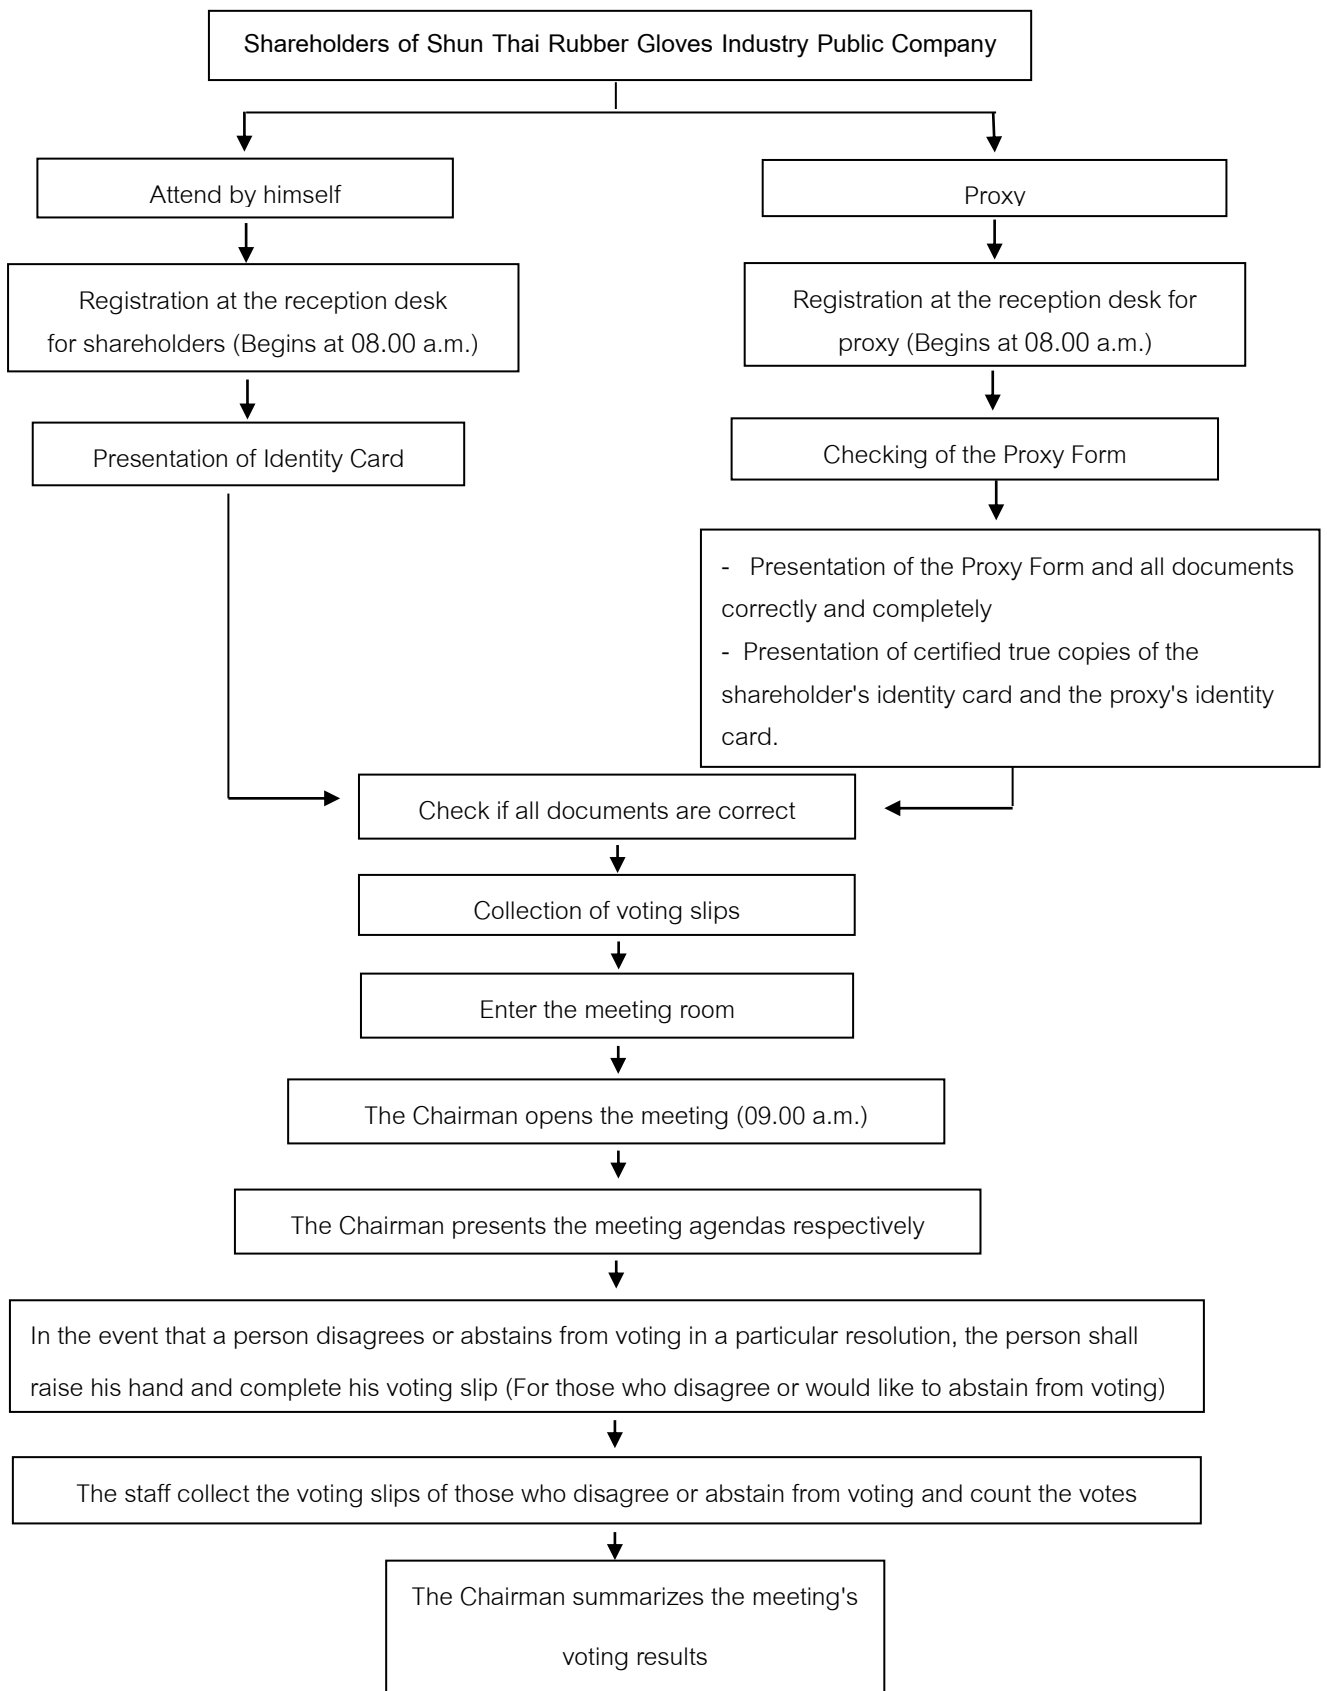 Shareholders of Shun Thai Rubber Gloves Industry Public Company
Attend by himself
Proxy
Registration at the reception desk
for shareholders (Begins at 08.00 a.m.)
Registration at the reception desk for
proxy (Begins at 08.00 a.m.)
Presentation of Identity Card
Checking of the Proxy Form
- Presentation of the Proxy Form and all documents
correctly and completely
- Presentation of certified true copies of the
shareholder's identity card and the proxy's identity
card.
Check if all documents are correct
Collection of voting slips
Enter the meeting room
The Chairman opens the meeting (09.00 a.m.)
The Chairman presents the meeting agendas respectively
In the event that a person disagrees or abstains from voting in a particular resolution, the person shall
raise his hand and complete his voting slip (For those who disagree or would like to abstain from voting)
The staff collect the voting slips of those who disagree or abstain from voting and count the votes
The Chairman summarizes the meeting's
voting results